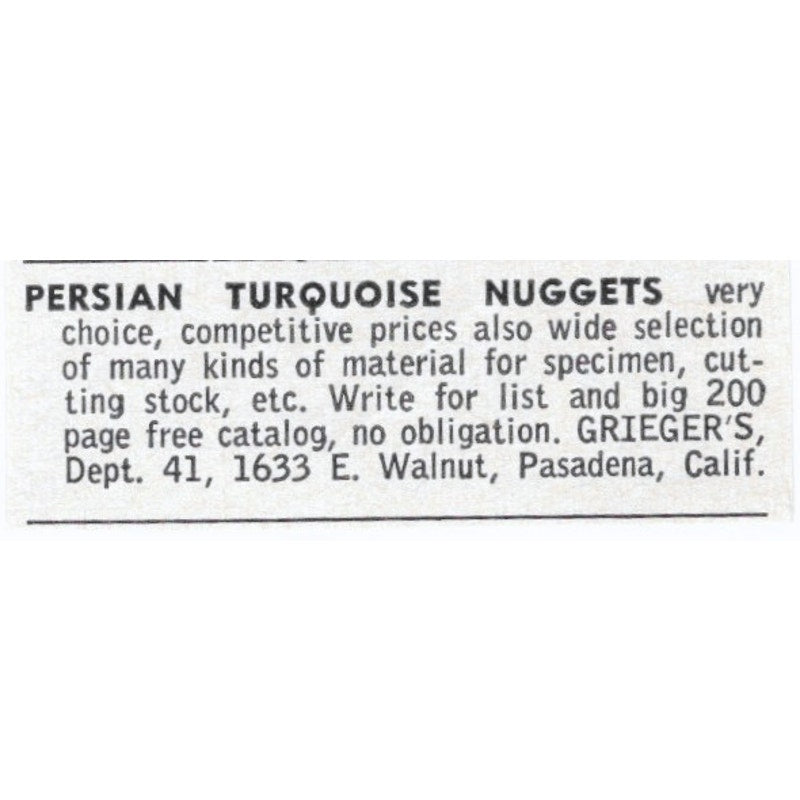 PERSIAN TURQUOISE NUGGETS very
choice, competitive prices also wide selection
of many kinds of material for specimen, cut-
ting stock, etc. Write for list and big 200
page free catalog, no obligation. GRIEGER'S,
Dept. 41, 1633 E. Walnut, Pasadena, Calif.